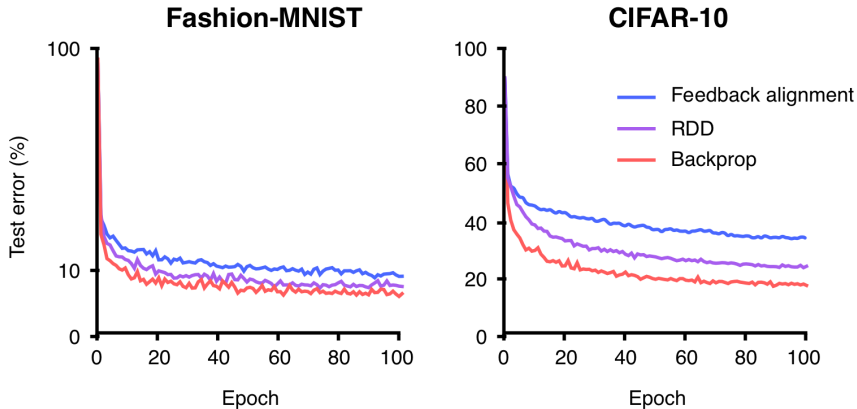 Fashion-MNIST
Test error (%)
100
10
0
0 20 40 60 80 100
Epoch
CIFAR-10
100
80
60
40
20
0
0 20 40 60 80 100
Epoch
Feedback alignment
RDD
Backprop